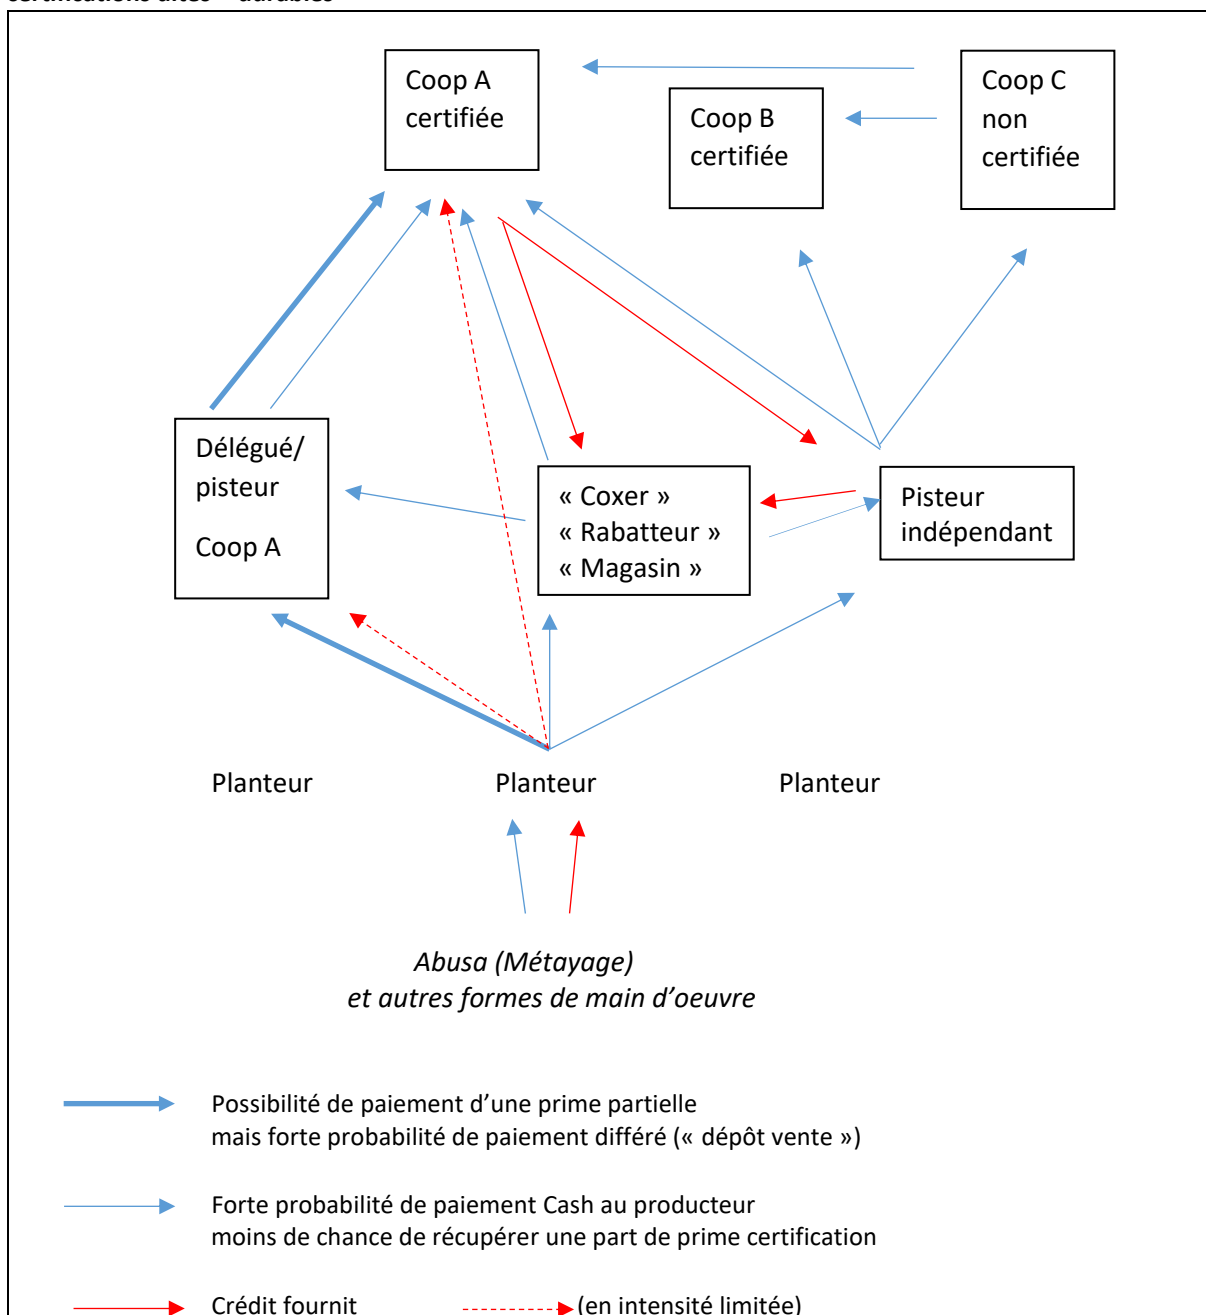 certifications dites « durables »
Coop A
certifiée
Coop B
certifiée
Coop C
non
certifiée
Délégué/
pisteur
Coop A
« Coxer »
« Rabatteur »
« Magasin »
Pisteur
indépendant
Planteur
Planteur
Planteur
Abusa (Métayage)
et autres formes de main d'oeuvre
Possibilité de paiement d'une prime partielle
mais forte probabilité de paiement différé (« dépôt vente »)
Forte probabilité de paiement Cash au producteur
moins de chance de récupérer une part de prime certification
Crédit fournit
(en intensité limitée)